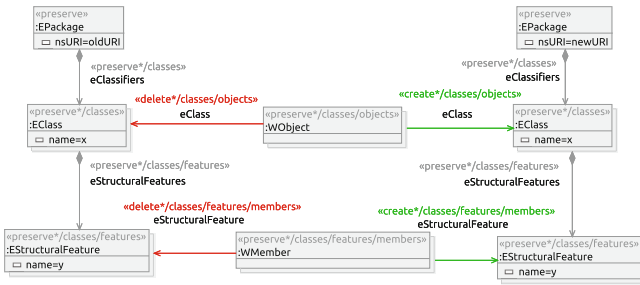 «preserve»
:EPackage
nsURI=oldURI
«preserve»
:EPackage
nsURI=newURI
«preserve*/classes»
eClassifiers
«preserve*/classes»
eClassifiers
«delete*/classes/objects»
eClass
«create*/classes/objects»
eClass
«preserve*/classes»
:EClass
name=x
«preserve*/classes/objects»
:WObject
«preserve*/classes»
:EClass
name=x
«preserve*/classes/features»
eStructuralFeatures
«preserve*/classes/features»
eStructuralFeatures
«delete*/classes/features/members»
eStructuralFeature
«create*/classes/features/members»
eStructuralFeature
«preserve*/classes/features»
:EStructuralFeature
name=y
«preserve*/classes/features/members»
:WMember
«preserve*/classes/features»
:EStructuralFeature
name=y